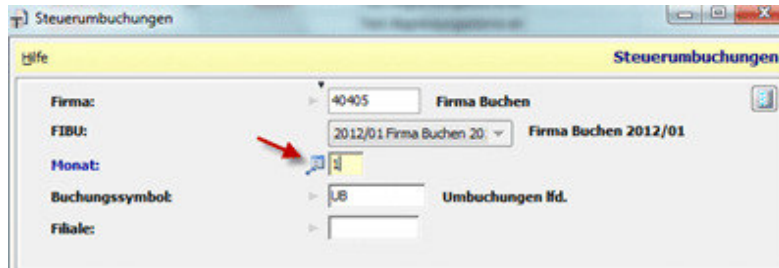 Steuerumbuchungen
Hilfe Steuerumbuchungen
Firma: 40405 Firma Buchen
FIBU: 2012/01 Firma Buchen 20 Firma Buchen 2012/01
Monat: 1
Buchungssymbol: UB Umbuchungen lfd.
Filiale: